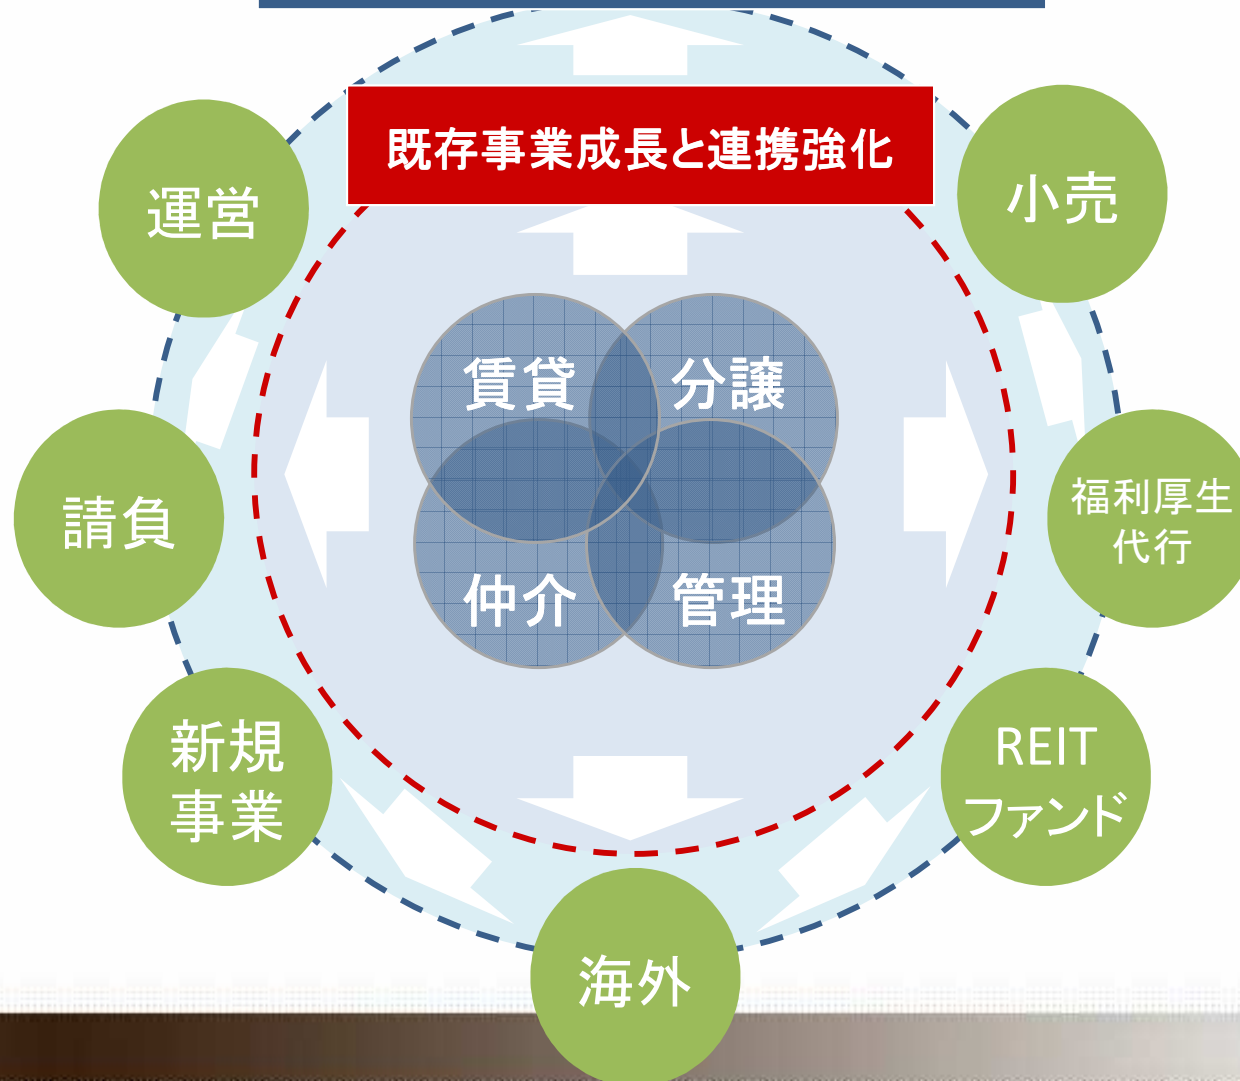 既存事業成長と連携強化
運営
小売
賃貸
分譲
請負
福利厚生
代行
仲介
管理
新規
事業
REIT
ファンド
海外